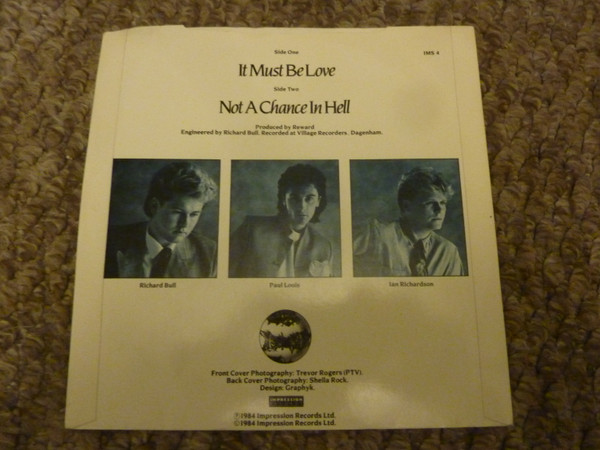 Side One
IMS 4
It Must Be Love
Side Two
Not A Chance In Hell
Produced by Reward
Engineered by Richard Bull. Recorded at Village Recorders, Dagenham.
Richard Bull
Paul Louis
Ian Richardson
Front Cover Photography: Trevor Rogers (PTV).
Back Cover Photography: Sheila Rock.
Design: Graphyk.
IMPRESSION
℗ 1984 Impression Records Ltd.
© 1984 Impression Records Ltd.